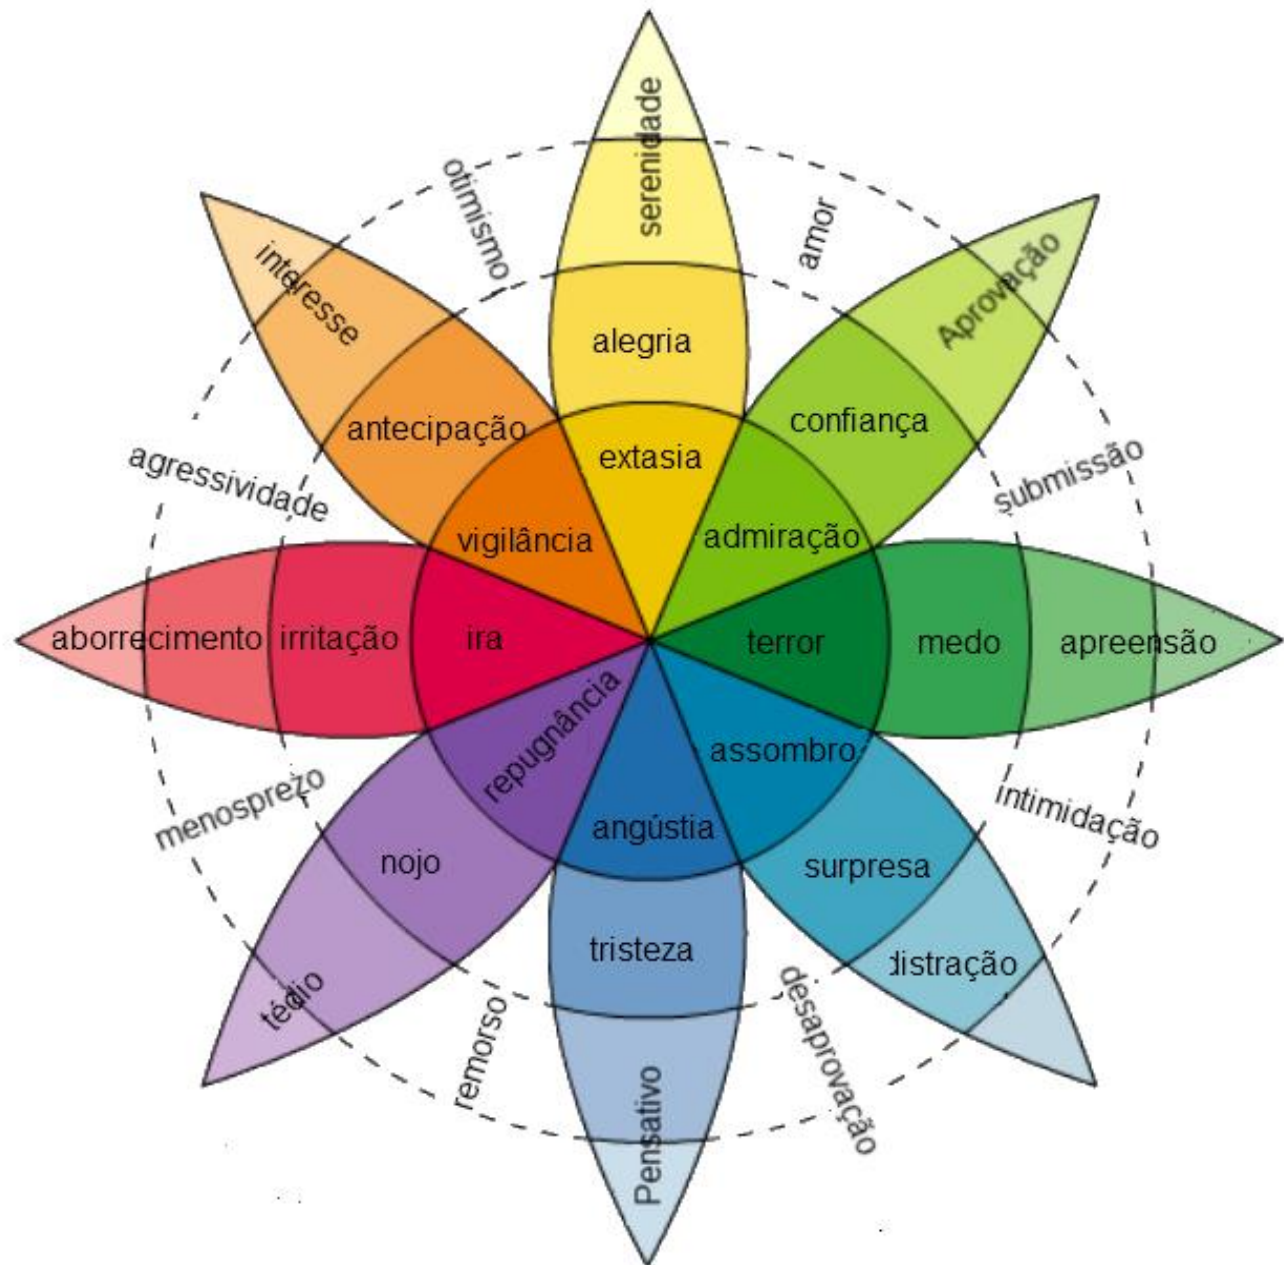 serenidade
otimismo
amor
interesse
Aprovação
alegria
antecipação
confiança
extasia
agressividade
submissão
vigilância
admiração
aborrecimento
irritação
ira
terror
medo
apreensão
repugnância
assombro
menosprezo
intimidação
angústia
nojo
surpresa
tristeza
distração
tédio
remorso
desaprovação
Pensativo